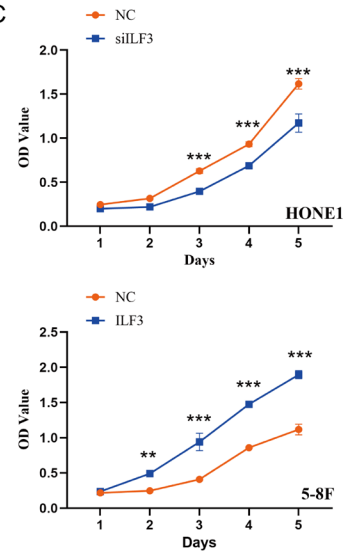 C
NC
siILF3
2.0
1.5
1.0
0.5
0.0
OD Value
***
***
***
HONE1
1 2 3 4 5
Days
NC
ILF3
2.5
2.0
1.5
1.0
0.5
0.0
OD Value
**
***
***
***
5-8F
1 2 3 4 5
Days